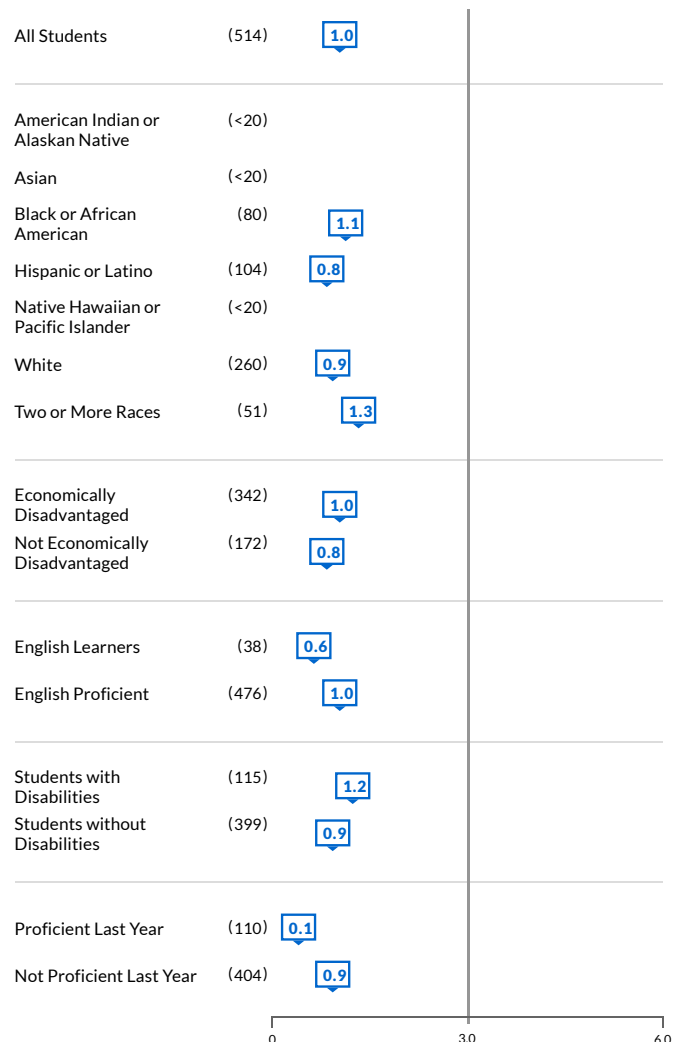 All Students (514) 1.0
American Indian or (<20)
Alaskan Native
Asian (<20)
Black or African (80) 1.1
American
Hispanic or Latino (104) 0.8
Native Hawaiian or (<20)
Pacific Islander
White (260) 0.9
Two or More Races (51) 1.3
Economically (342) 1.0
Disadvantaged
Not Economically (172) 0.8
Disadvantaged
English Learners (38) 0.6
English Proficient (476) 1.0
Students with (115) 1.2
Disabilities
Students without (399) 0.9
Disabilities
Proficient Last Year (110) 0.1
Not Proficient Last Year (404) 0.9
0 3.0 6.0